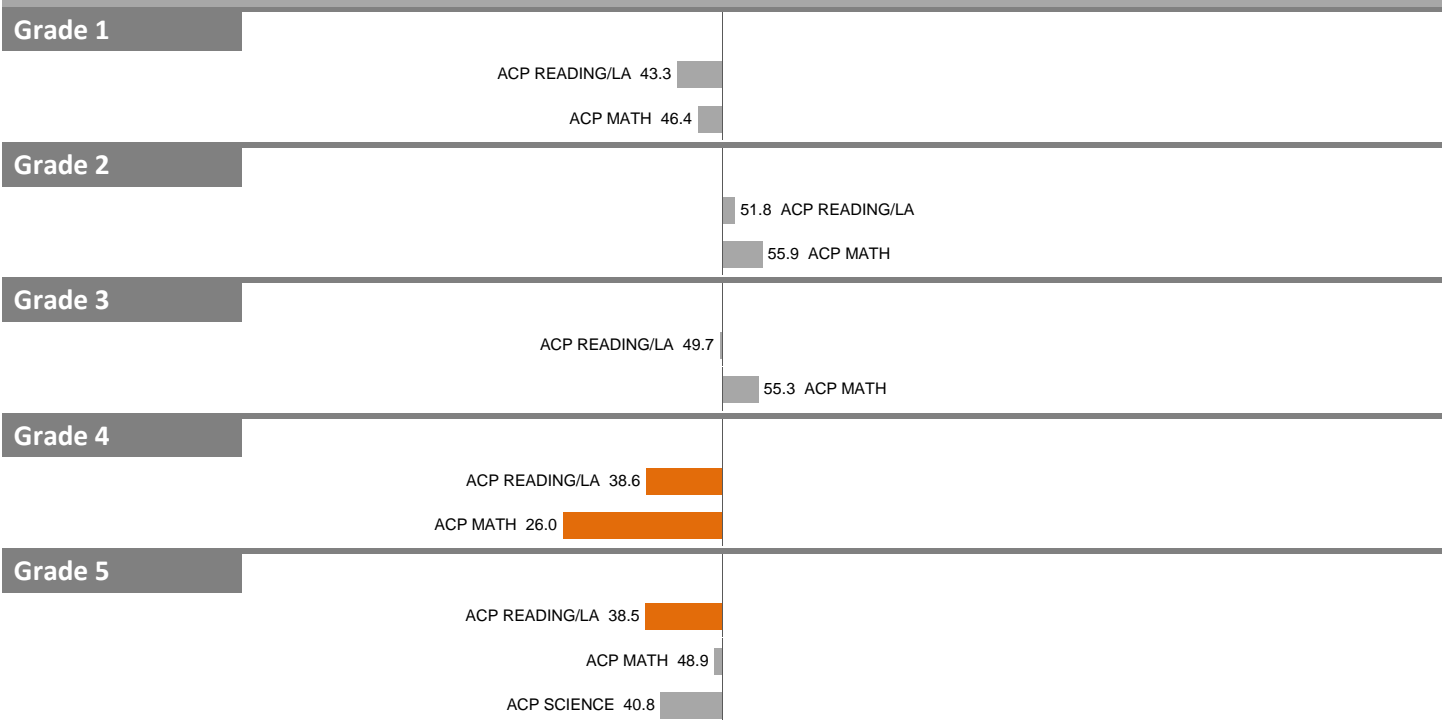 Grade 1
ACP READING/LA 43.3
ACP MATH 46.4
Grade 2
51.8 ACP READING/LA
55.9 ACP MATH
Grade 3
ACP READING/LA 49.7
55.3 ACP MATH
Grade 4
ACP READING/LA 38.6
ACP MATH 26.0
Grade 5
ACP READING/LA 38.5
ACP MATH 48.9
ACP SCIENCE 40.8